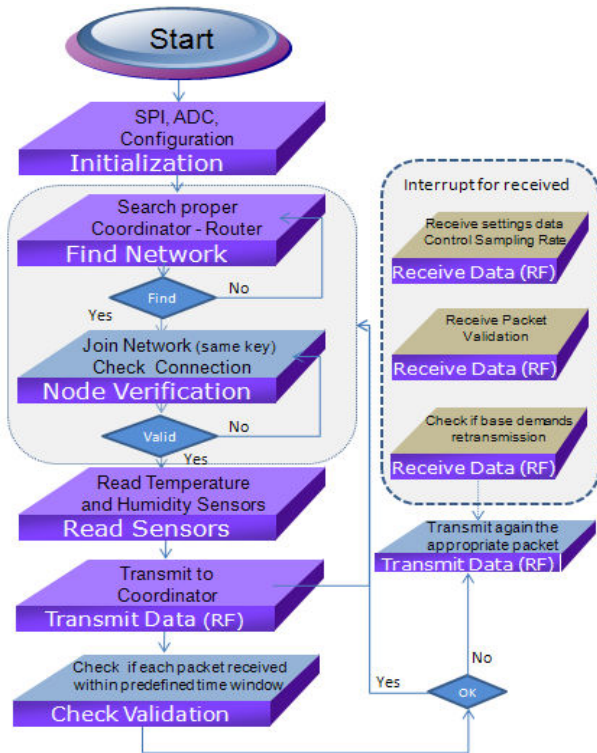 Start
SPI, ADC,
Configuration
Initialization
Search proper
Coordinator - Router
Find Network
Find
No
Yes
Join Network (same key)
Check Connection
Node Verification
Valid
No
Yes
Read Temperature
and Humidity Sensors
Read Sensors
Transmit to
Coordinator
Transmit Data (RF)
Check if each packet received
within predefined time window
Check Validation
Interrupt for received
Receive settings data
Control Sampling Rate
Receive Data (RF)
Receive Packet
Validation
Receive Data (RF)
Check if base demands
retransmission
Receive Data (RF)
Transmit again the
appropriate packet
Transmit Data (RF)
No
Yes
OK